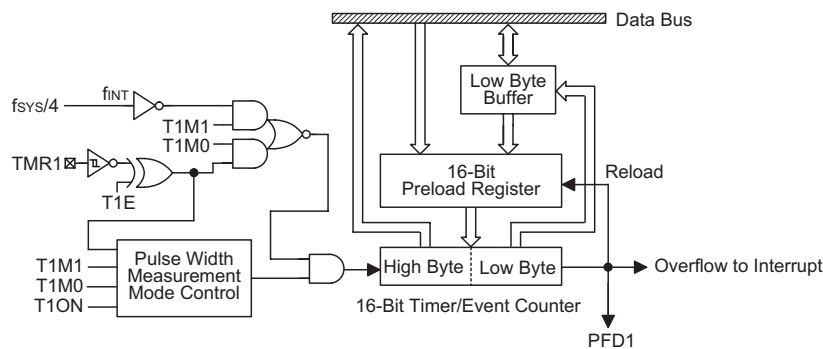 Data Bus
Low Byte
Buffer
fSYS/4
fINT
T1M1
T1M0
TMR1
T1E
16-Bit
Preload Register
Reload
T1M1
T1M0
T1ON
Pulse Width
Measurement
Mode Control
High Byte
Low Byte
Overflow to Interrupt
16-Bit Timer/Event Counter
PFD1